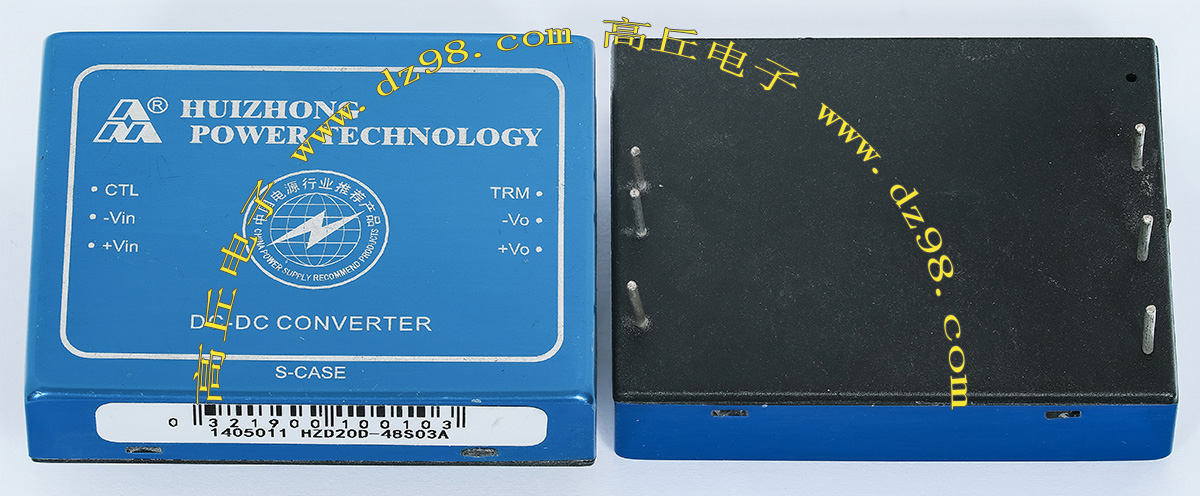 HUIZHONG
POWER TECHNOLOGY
®
• CTL
TRM •
• -Vin
-Vo •
• +Vin
+Vo •
中国电源行业推荐产品
CHINA POWER SUPPLY RECOMMEND PRODUCTS
DC-DC CONVERTER
S-CASE
0 321900100103
1405011 HZD20D-48S03A
高丘电子 www.dz98.com
高丘电子 www.dz98.com